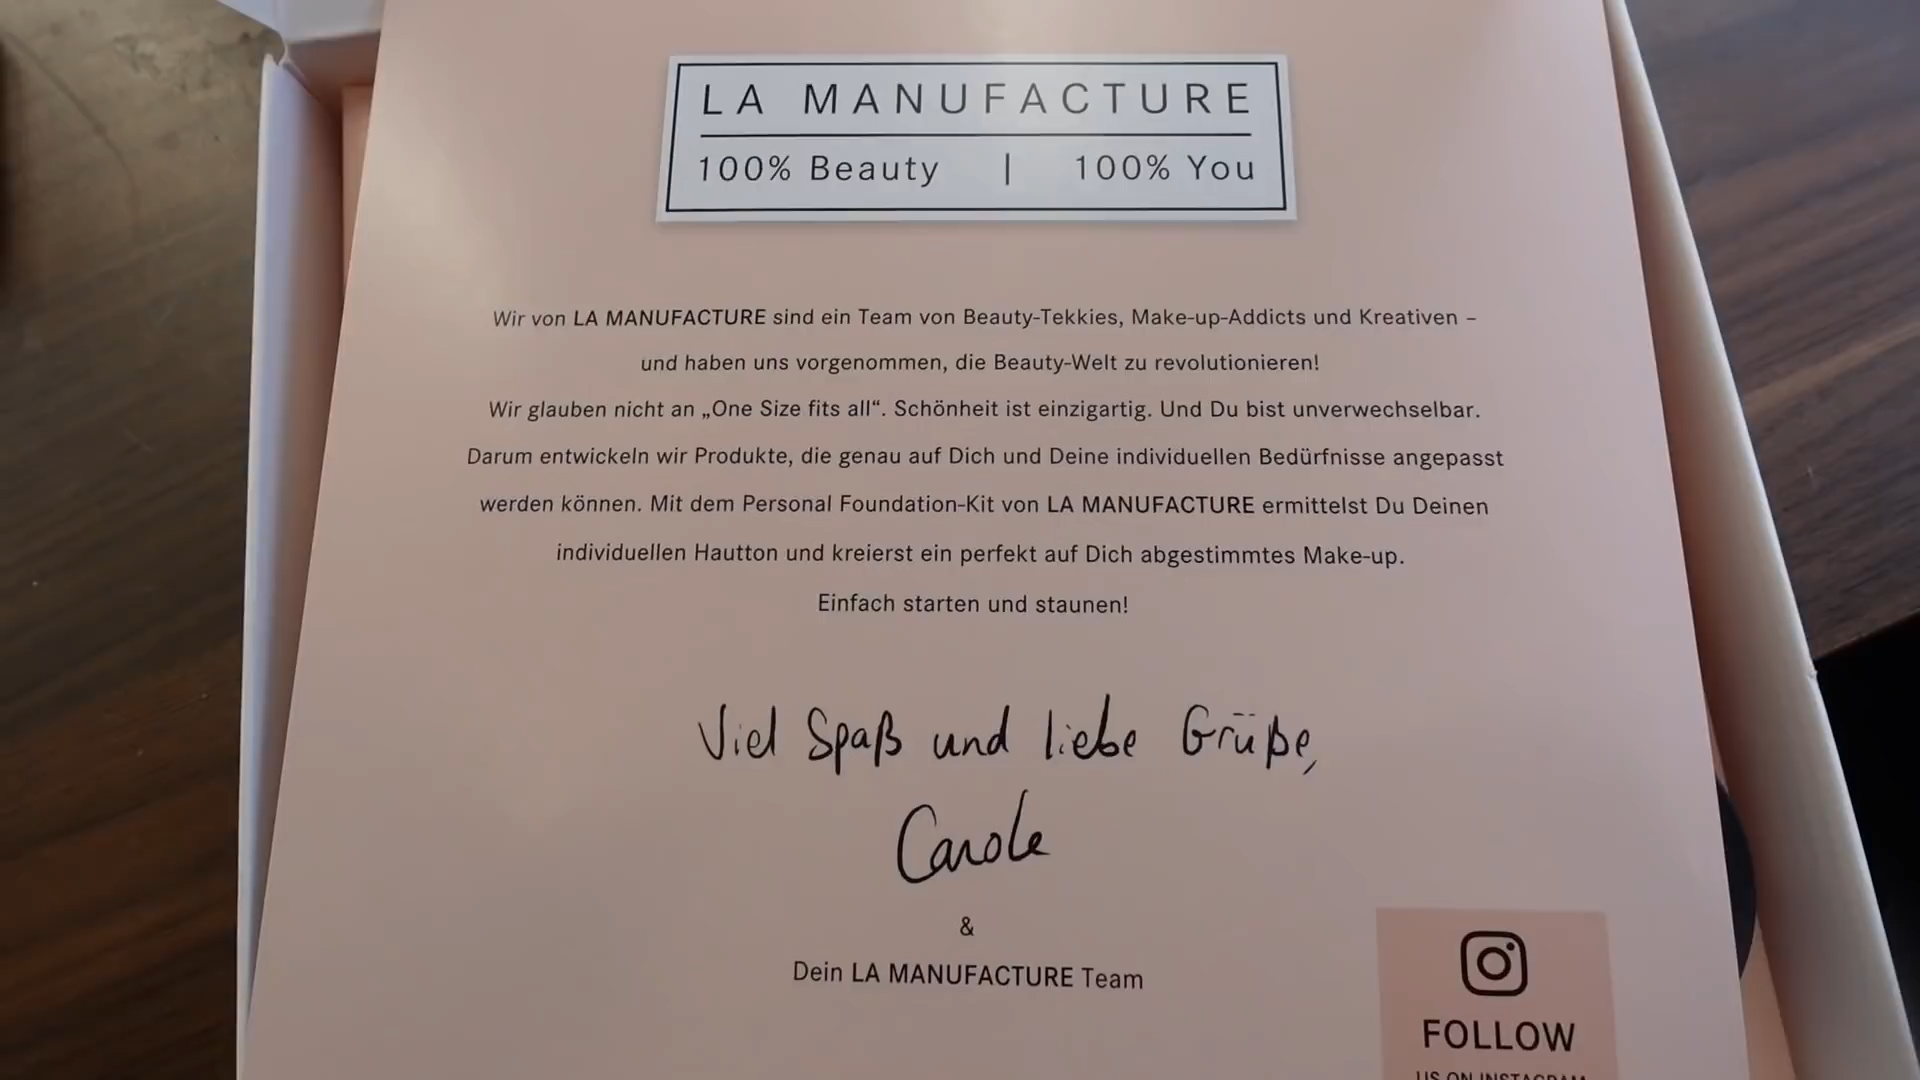 LA MANUFACTURE
100% Beauty | 100% You
Wir von LA MANUFACTURE sind ein Team von Beauty-Tekkies, Make-up-Addicts und Kreativen –
und haben uns vorgenommen, die Beauty-Welt zu revolutionieren!
Wir glauben nicht an „One Size fits all“. Schönheit ist einzigartig. Und Du bist unverwechselbar.
Darum entwickeln wir Produkte, die genau auf Dich und Deine individuellen Bedürfnisse angepasst
werden können. Mit dem Personal Foundation-Kit von LA MANUFACTURE ermittelst Du Deinen
individuellen Hautton und kreierst ein perfekt auf Dich abgestimmtes Make-up.
Einfach starten und staunen!
Viel Spaß und liebe Grüße,
Carole
&
Dein LA MANUFACTURE Team
FOLLOW
US ON INSTAGRAM